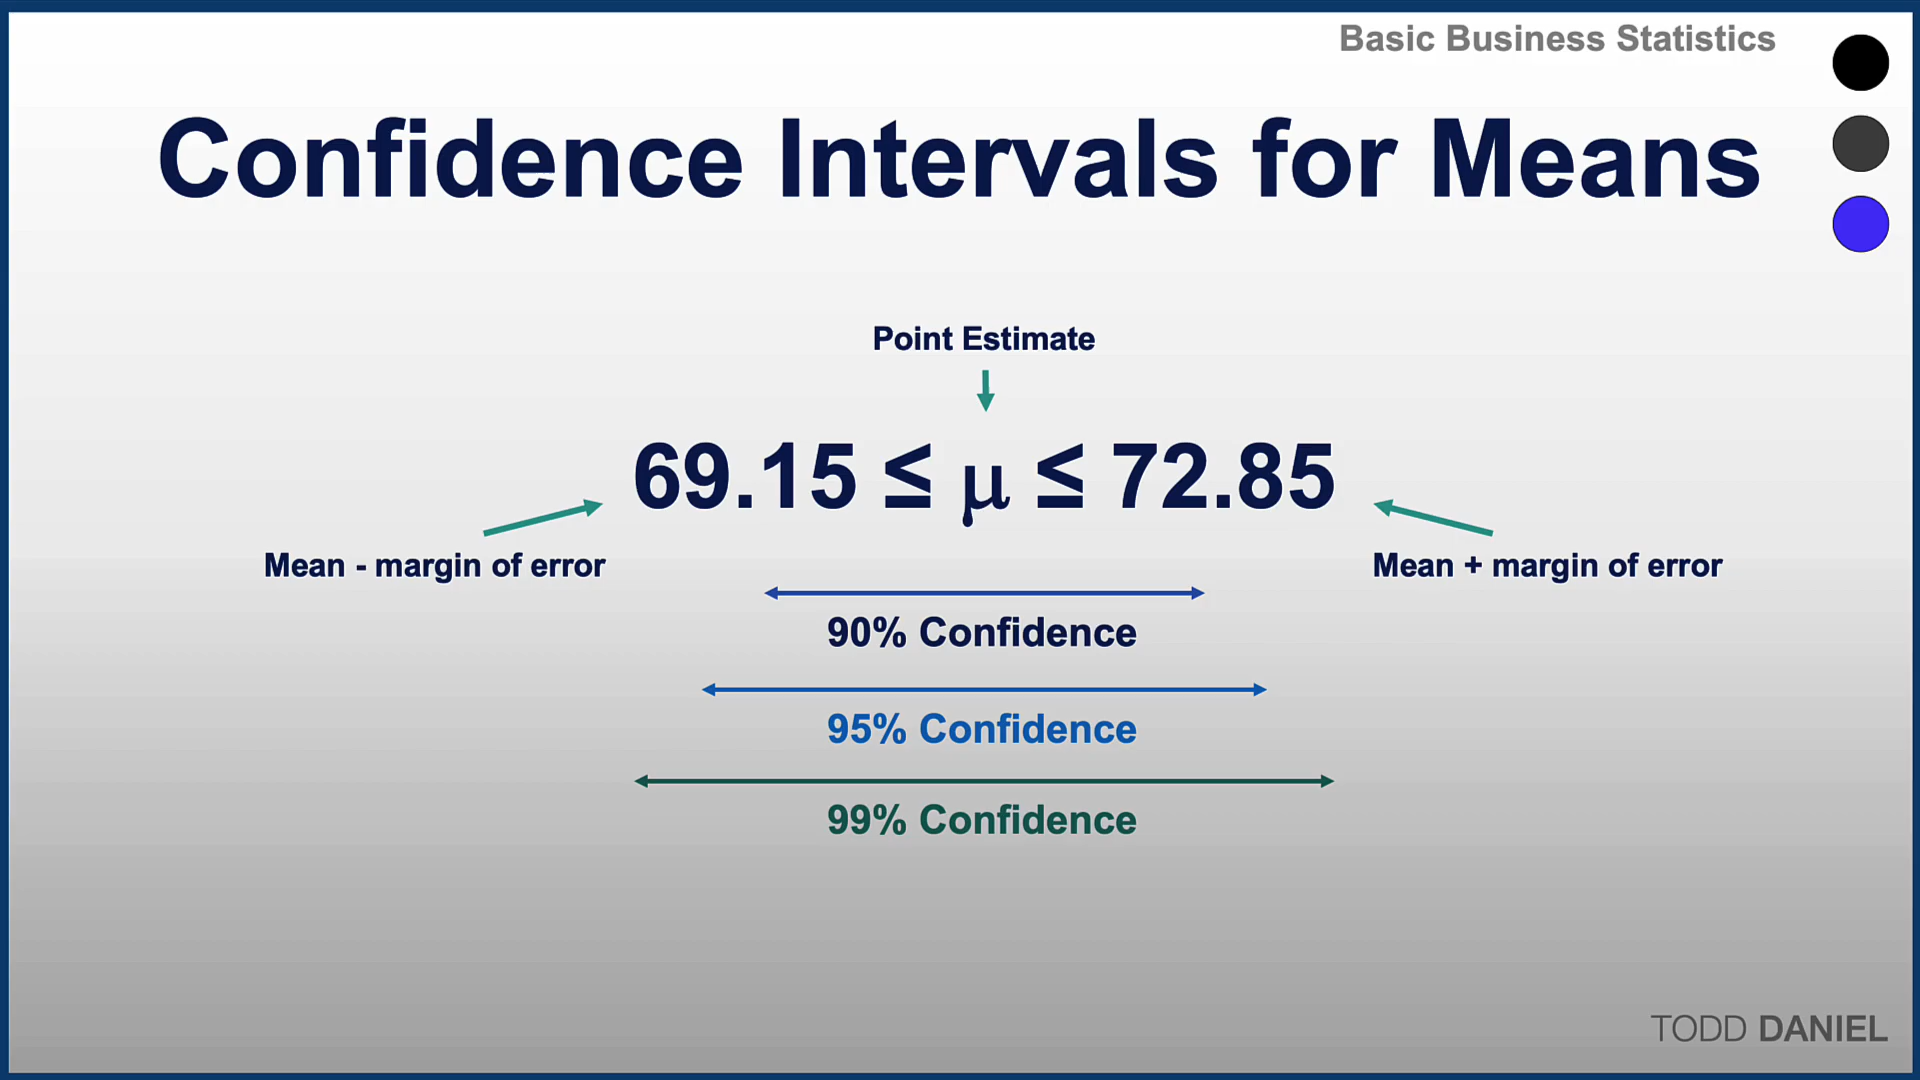 Basic Business Statistics
Confidence Intervals for Means
Point Estimate
69.15 ≤ μ ≤ 72.85
Mean - margin of error
Mean + margin of error
90% Confidence
95% Confidence
99% Confidence
TODD DANIEL